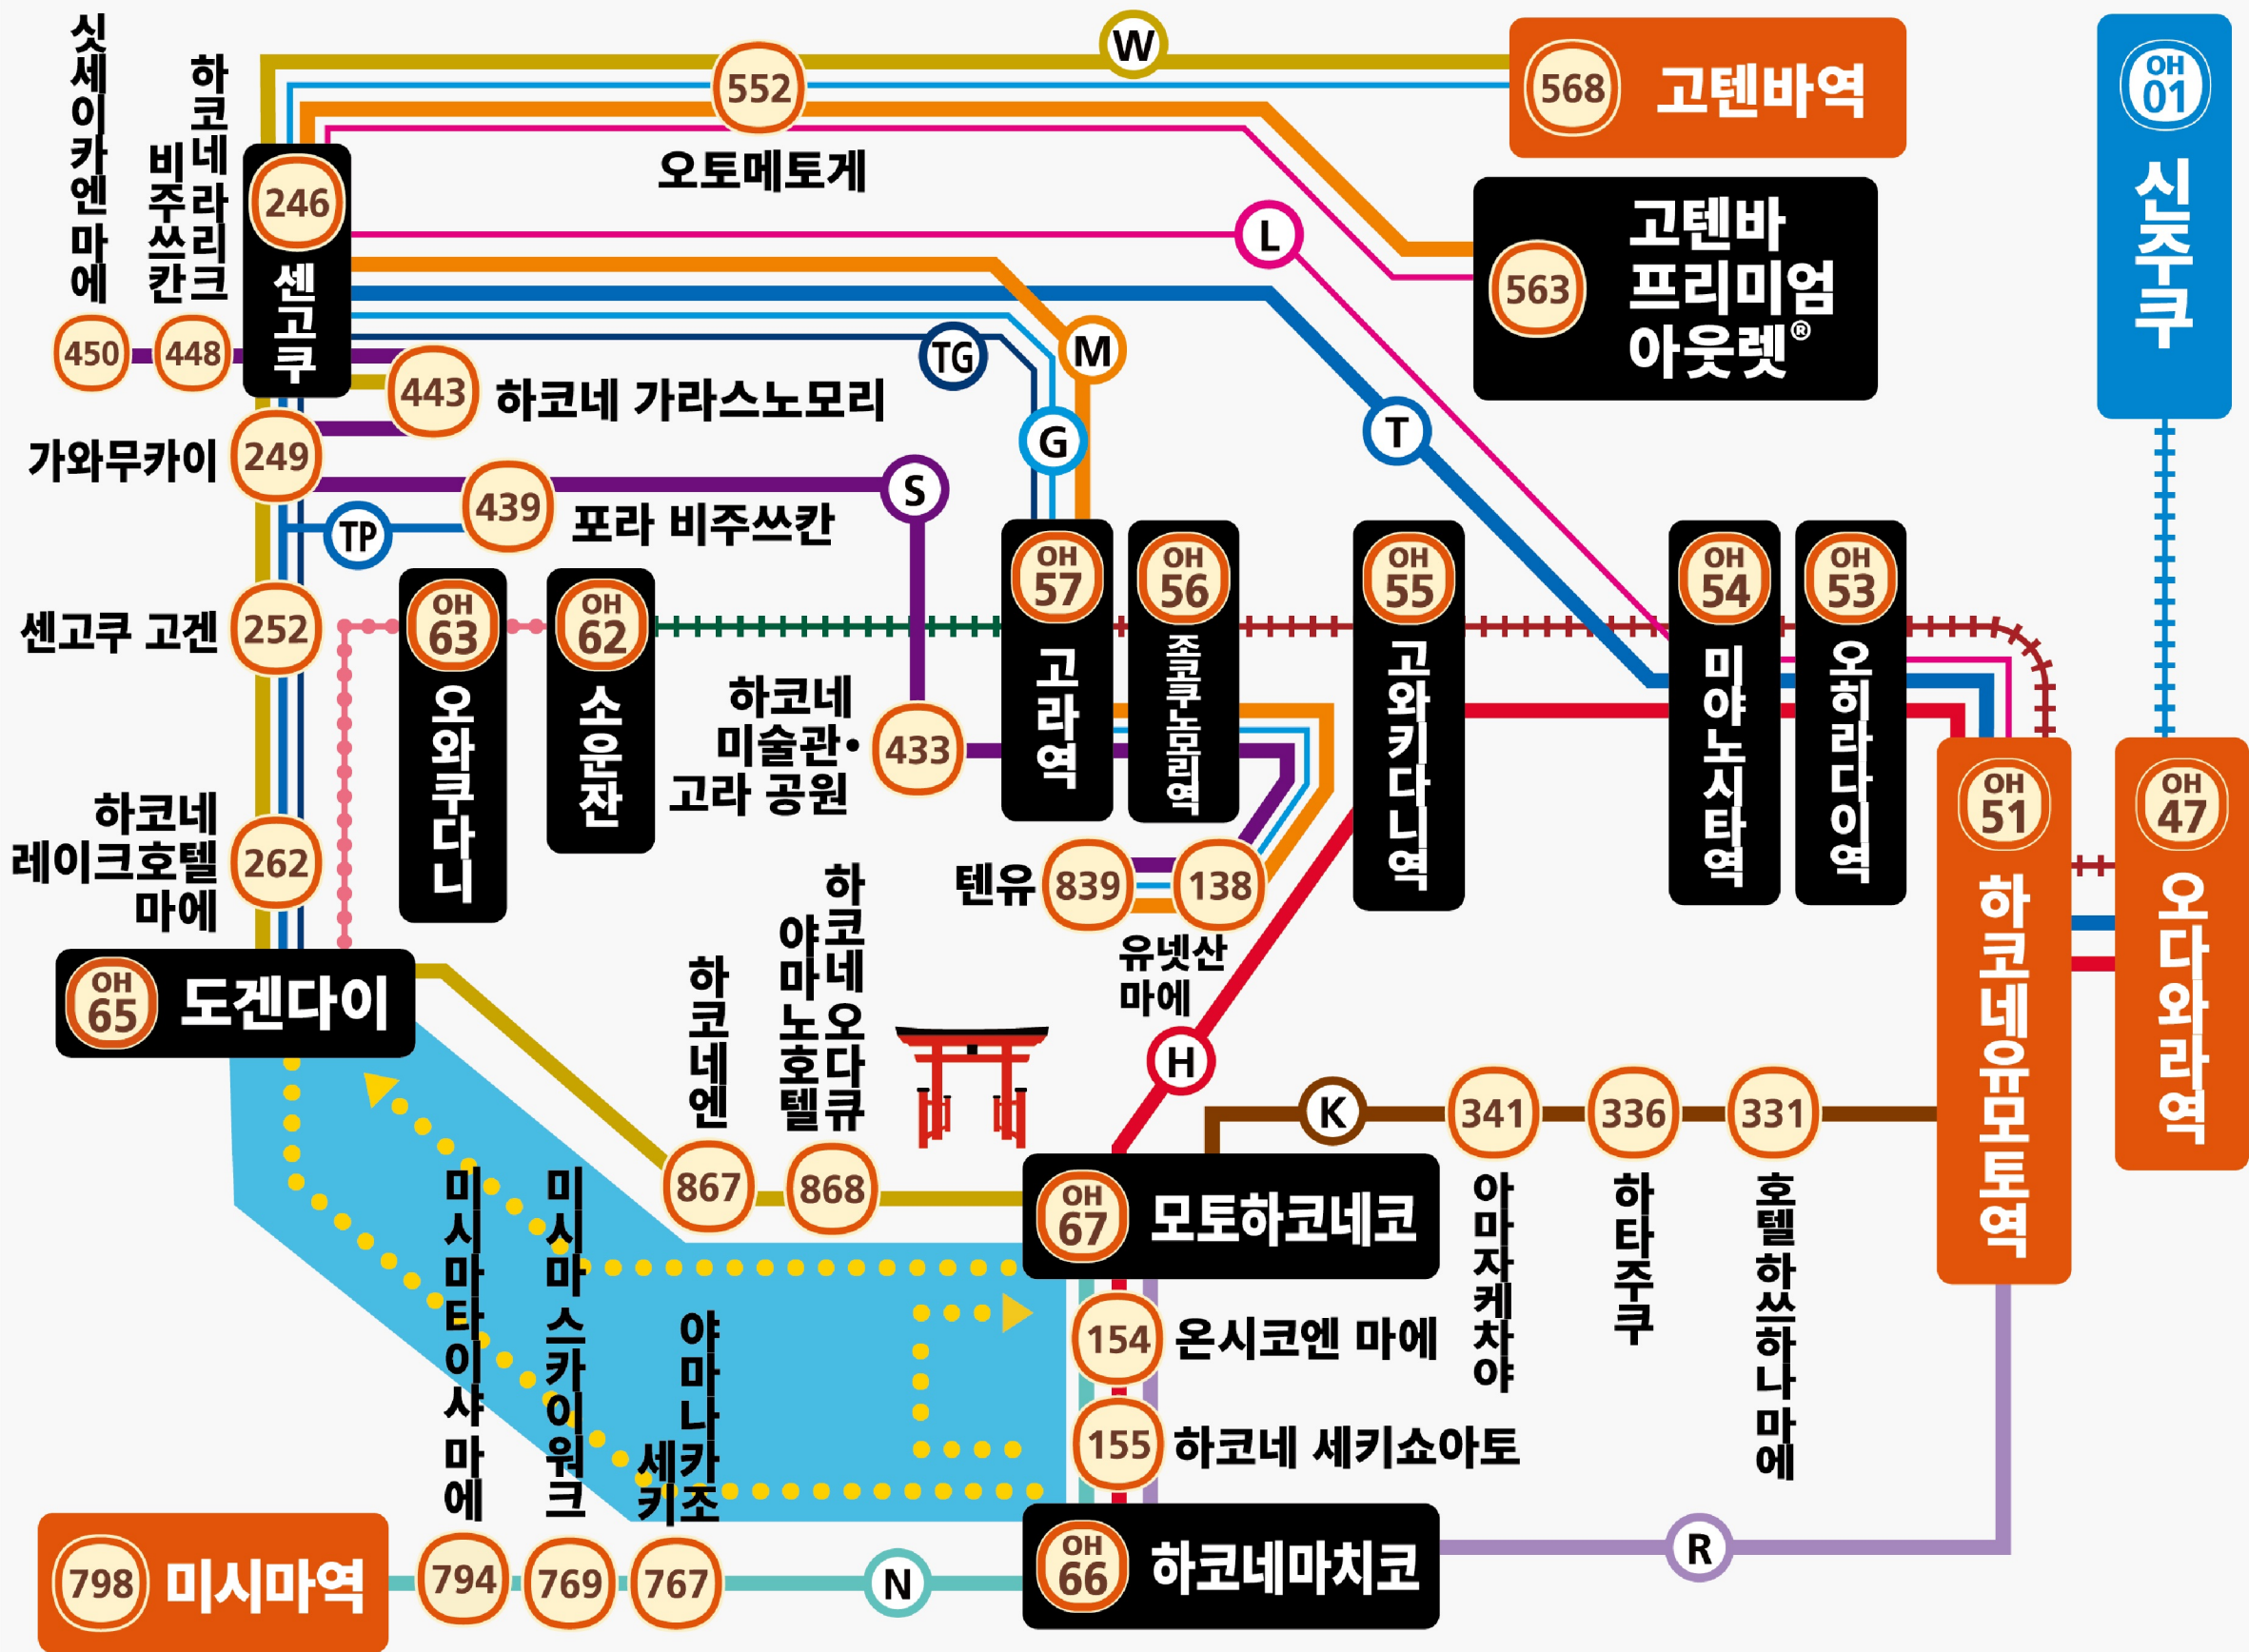 W
568 고텐바역
OH
01
신주쿠
552
오토메토게
싯세이카엔 마에
하코네 라리크
비주쓰칸
246
센고쿠
L
563
고텐바
프리미엄
아웃렛®
450
448
TG
M
443
하코네 가라스노모리
가와무카이
249
G
T
S
439
포라 비주쓰칸
TP
센고쿠 고겐
252
OH
63
오와쿠다니
OH
62
소운잔
OH
57
고라역
OH
56
조코쿠노모리역
OH
55
고와키다니역
OH
54
미야노시타역
OH
53
오히라다이역
하코네
미술관·
고라 공원
433
OH
51
하코네유모토역
OH
47
오다와라역
하코네
레이크호텔
마에
262
텐유
839
138
유넷산
마에
OH
65
도겐다이
하코네엔
하코네 오다큐
야마노호텔
867
868
H
K
341
336
331
야마자케차야
하타주쿠
호텔 하쓰하나 마에
OH
67
모토하코네코
154
온시코엔 마에
155
하코네 세키쇼아토
미시마타이샤 마에
미시마 스카이워크
야마나카조
세키
798
미시마역
794
769
767
N
OH
66
하코네마치코
R